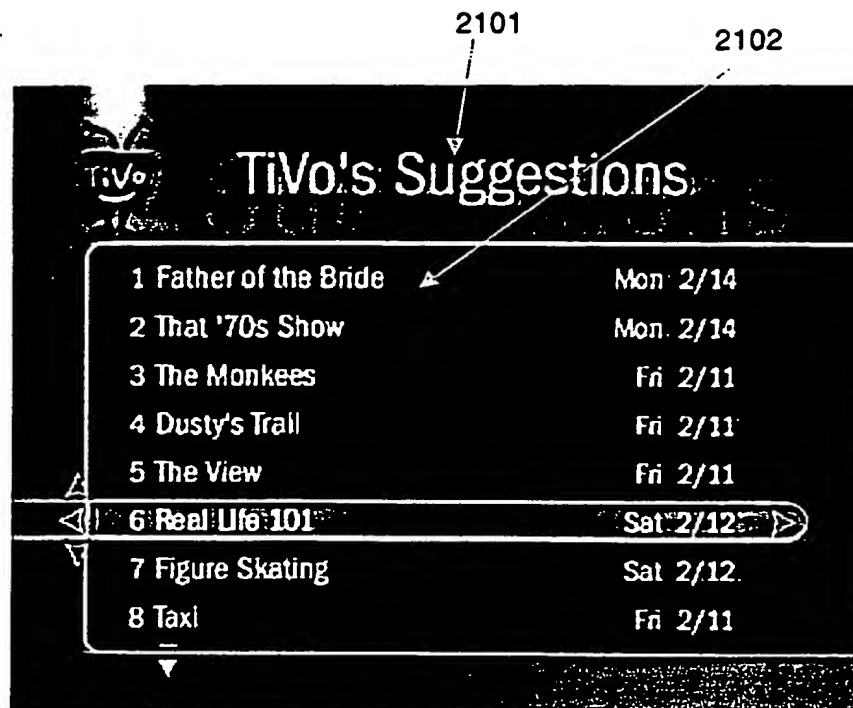 2101
2102
TiVo
TiVo's Suggestions
1 Father of the Bride Mon 2/14
2 That '70s Show Mon 2/14
3 The Monkees Fri 2/11
4 Dusty's Trail Fri 2/11
5 The View Fri 2/11
6 Real Life 101 Sat 2/12
7 Figure Skating Sat 2/12
8 Taxi Fri 2/11